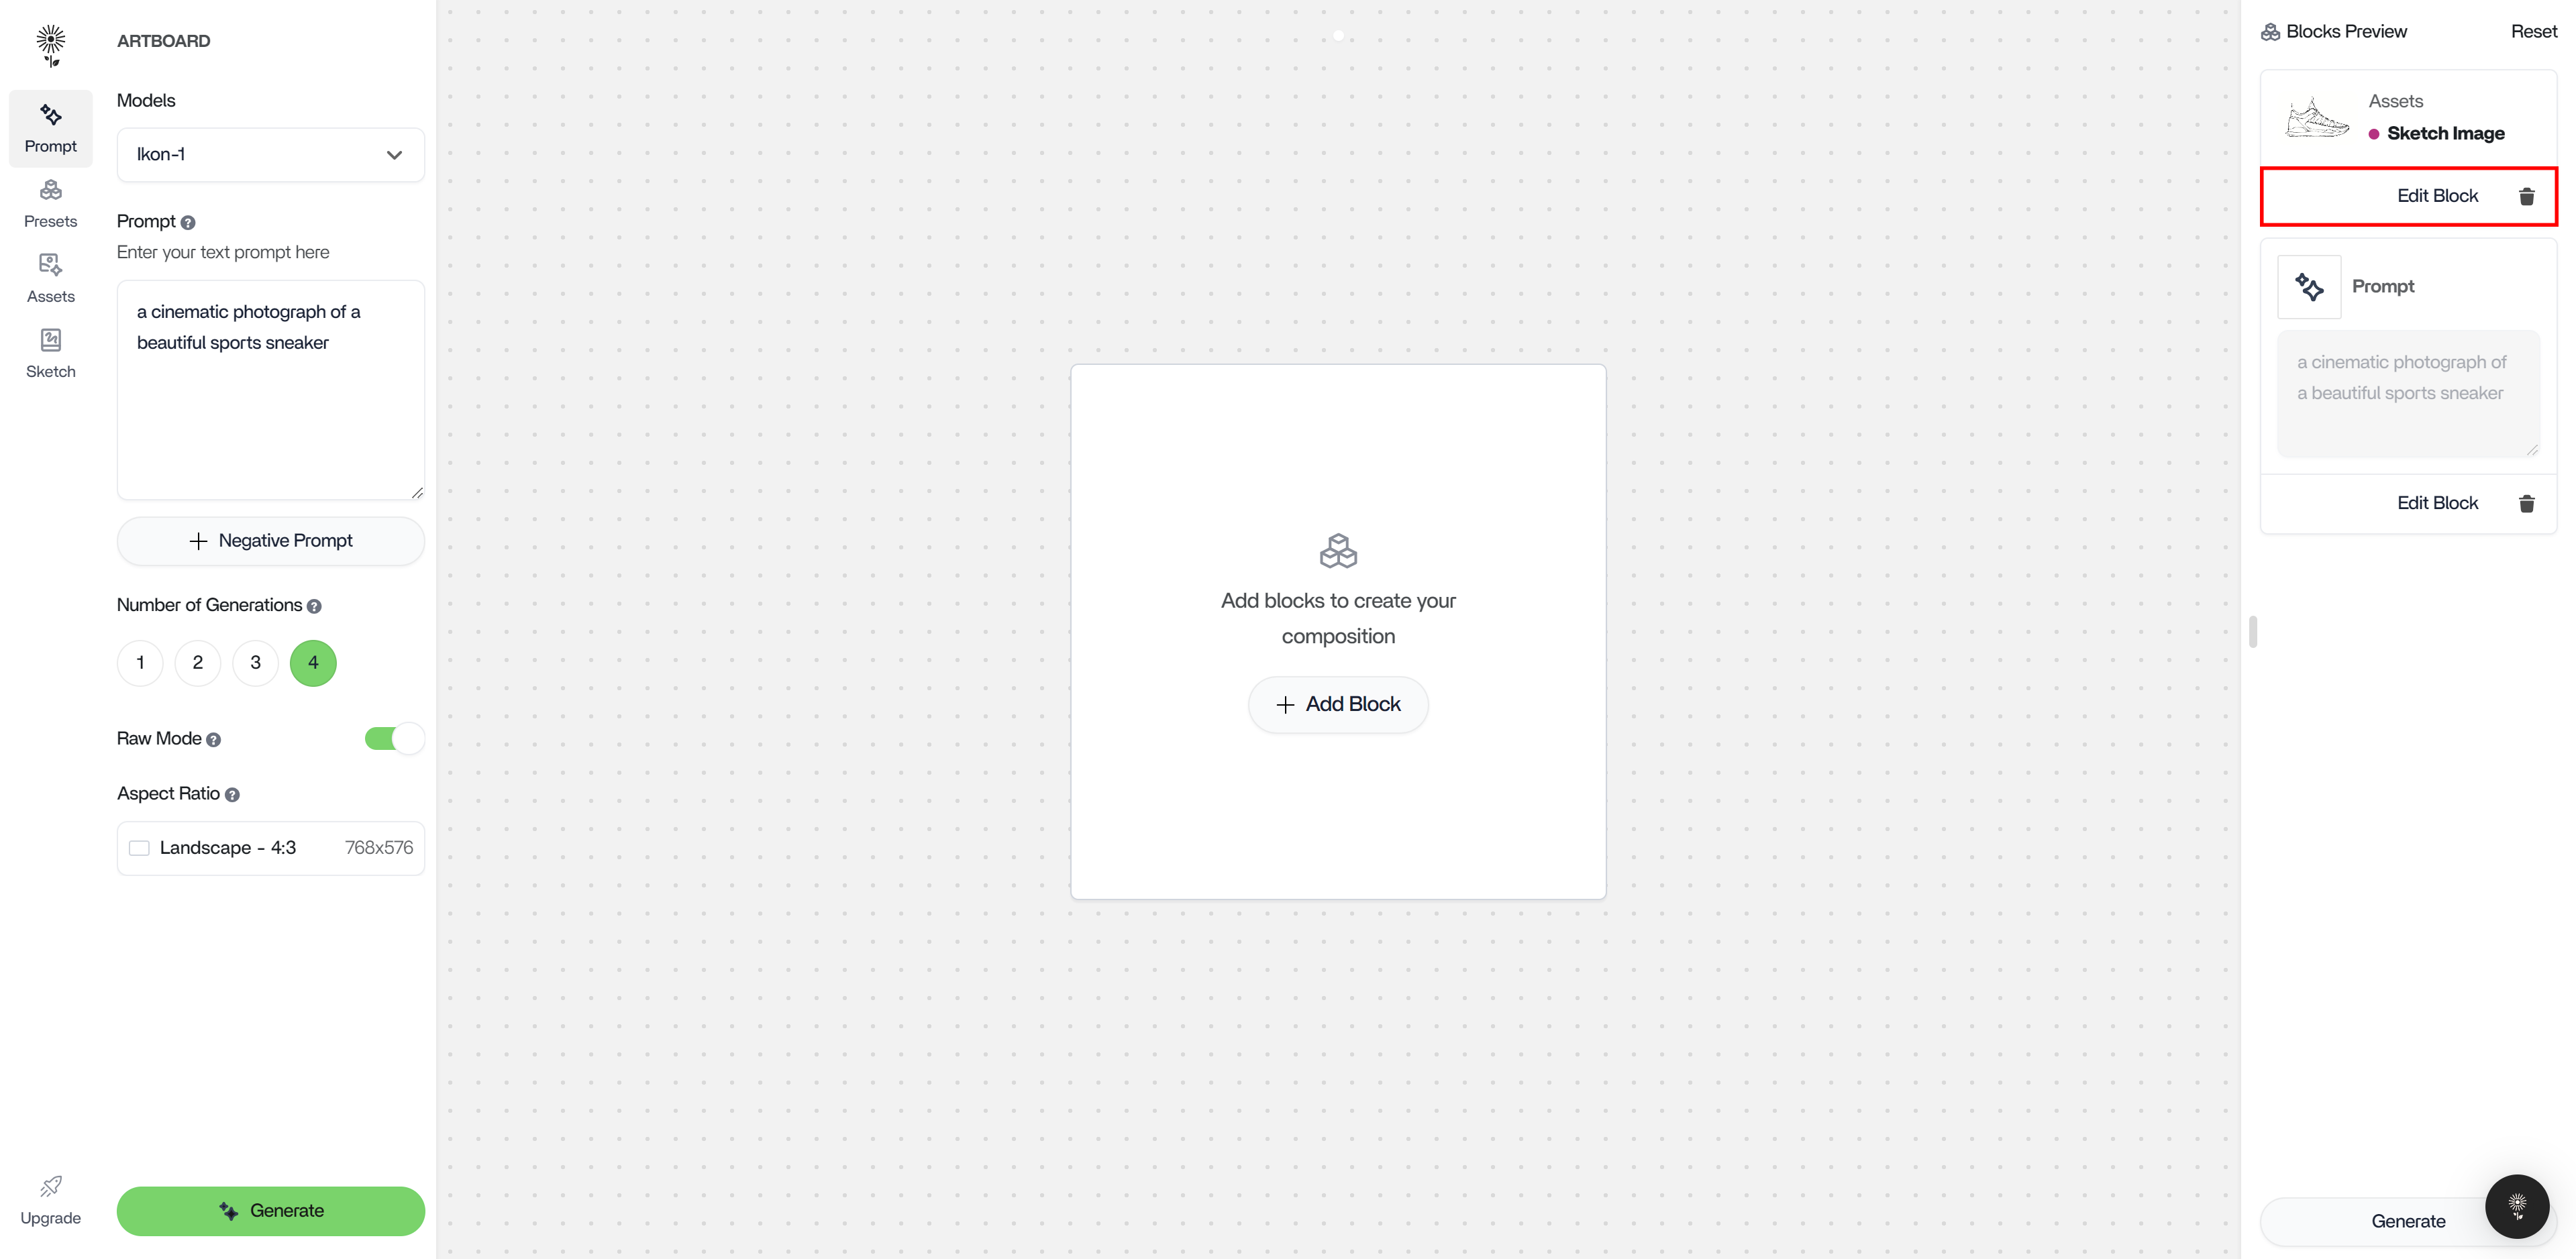 ARTBOARD
Models
Ikon-1
Prompt
Enter your text prompt here
a cinematic photograph of a
beautiful sports sneaker
Negative Prompt
Number of Generations
1 2 3 4
Raw Mode
Aspect Ratio
Landscape - 4:3 768x576
Generate
Prompt
Presets
Assets
Sketch
Upgrade
Add blocks to create your
composition
Add Block
Blocks Preview Reset
Assets
Sketch Image
Edit Block
Prompt
a cinematic photograph of
a beautiful sports sneaker
Edit Block
Generate